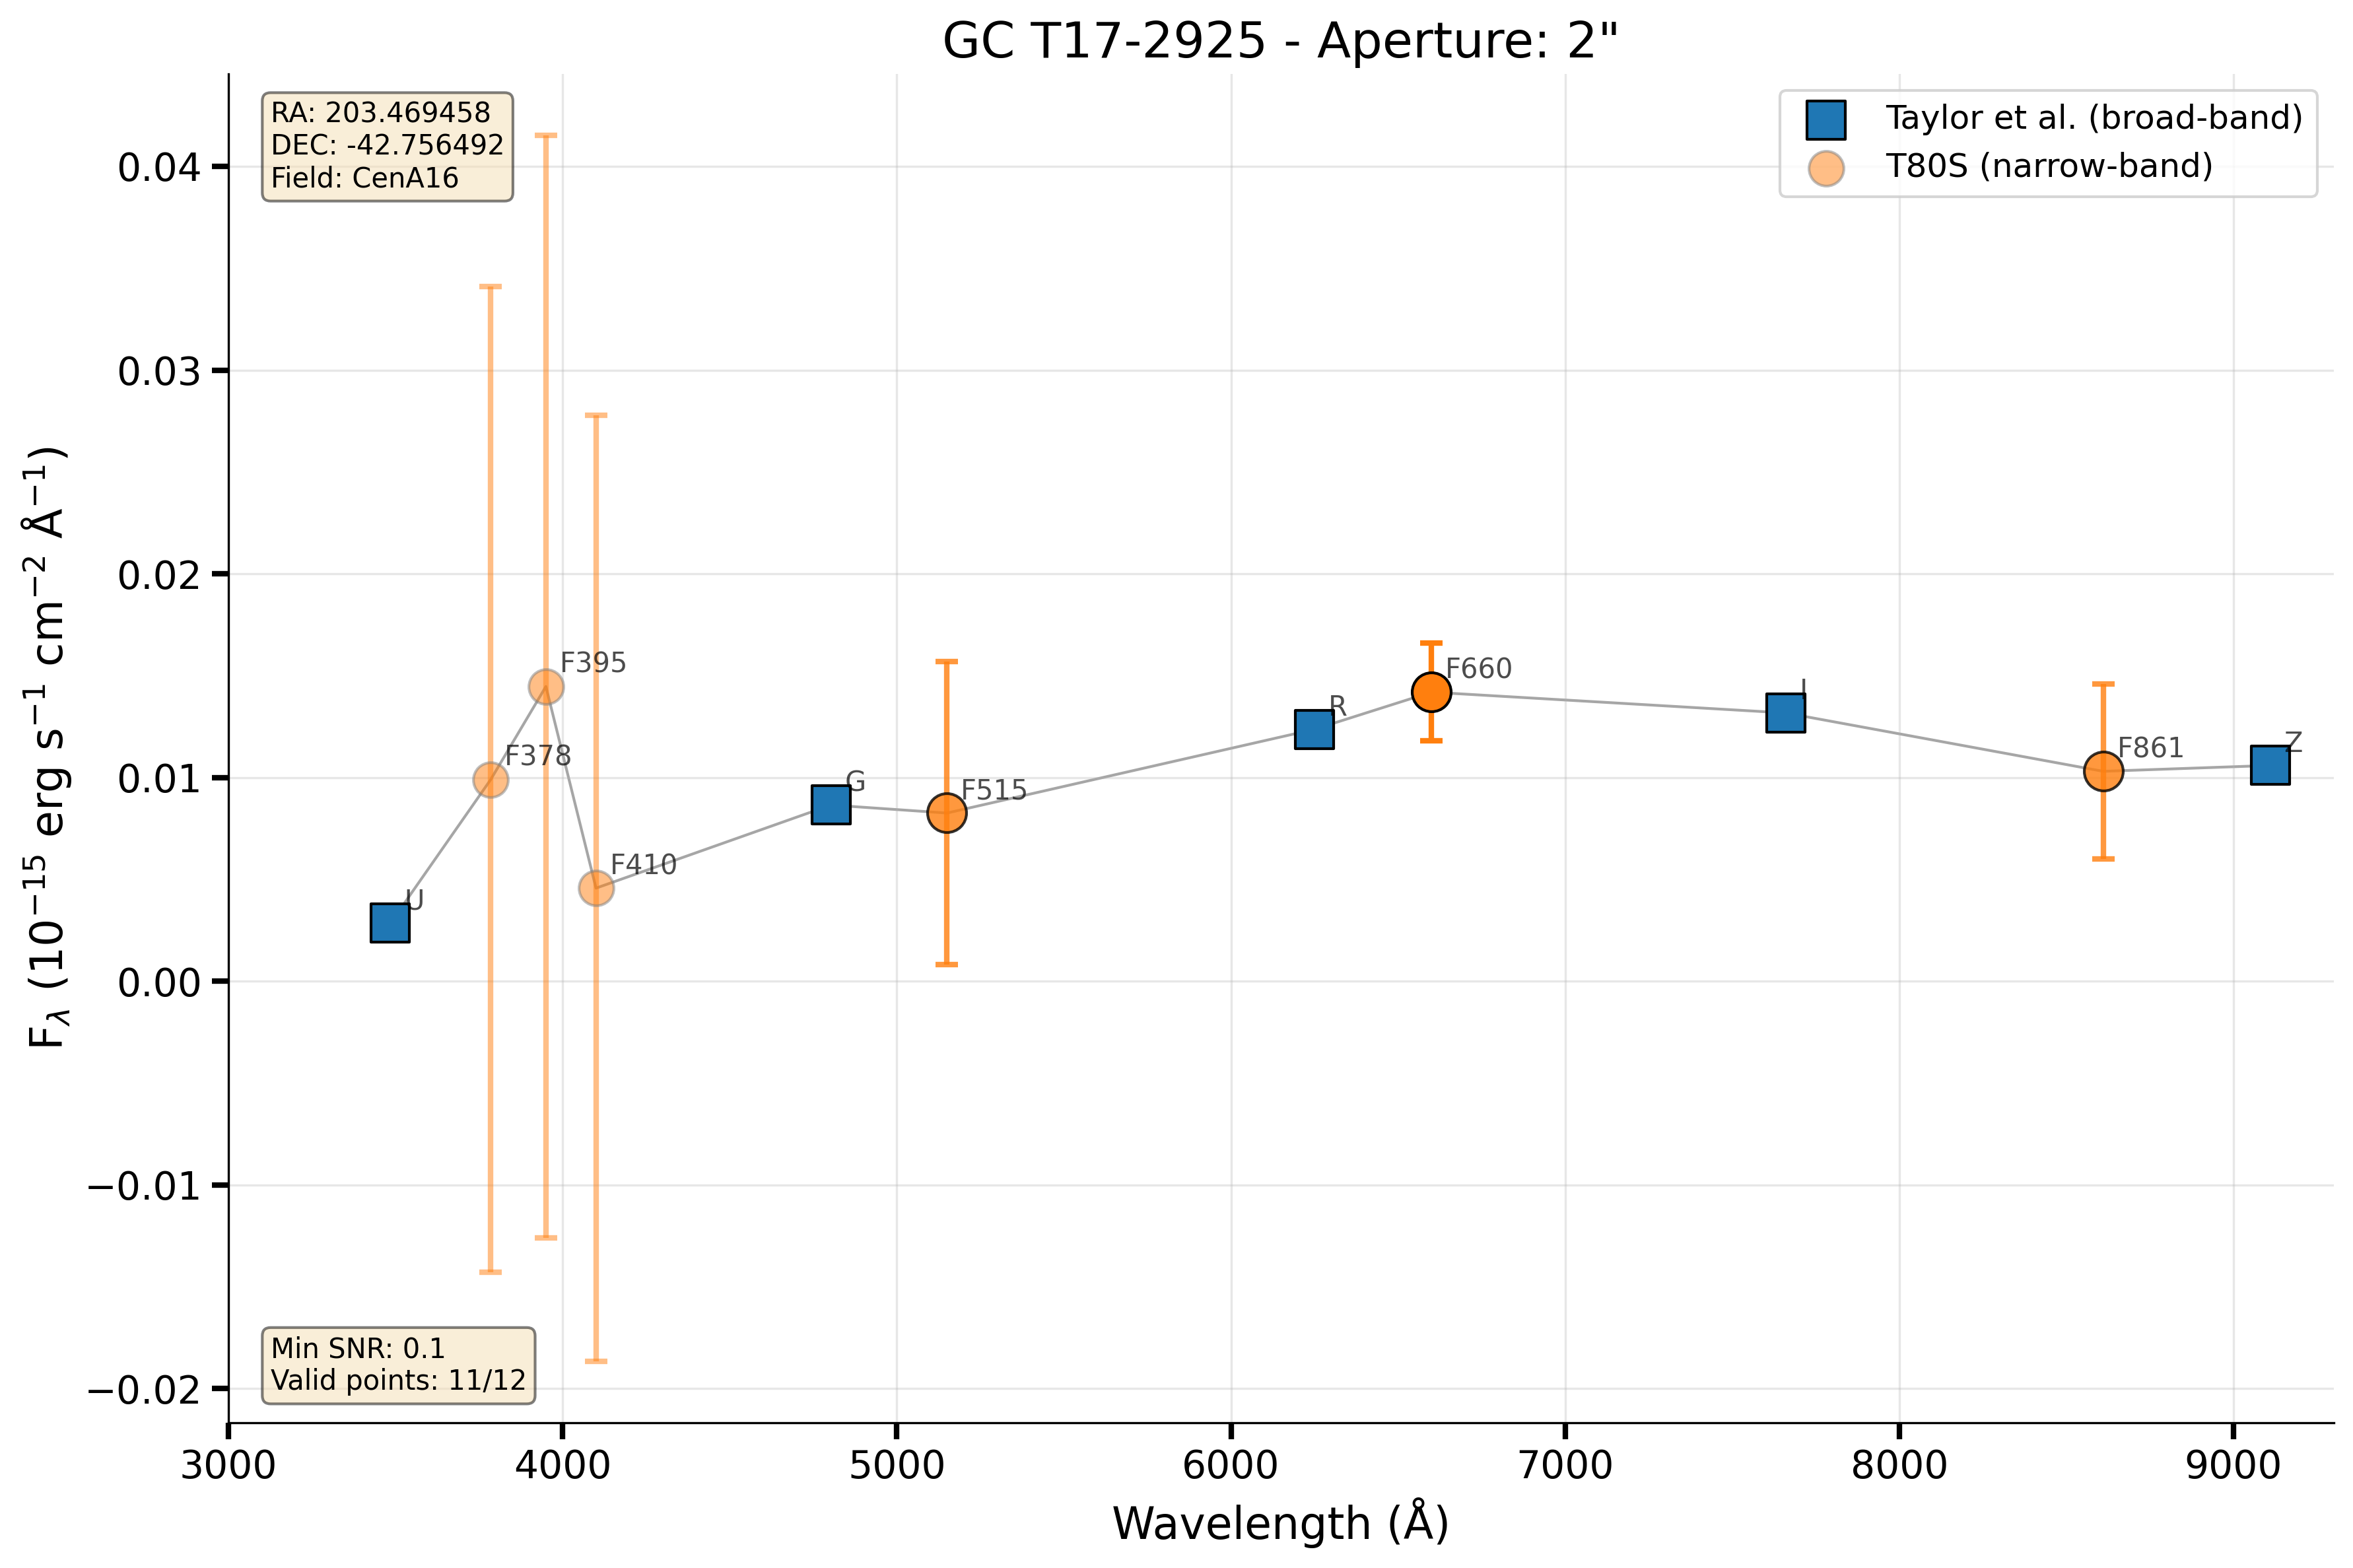 GC T17-2925 - Aperture: 2"
RA: 203.469458
DEC: -42.756492
Field: CenA16
Taylor et al. (broad-band)
T80S (narrow-band)
0.04
0.03
0.02
0.01
0.00
−0.01
−0.02
F395
F378
F410
U
G
F515
R
F660
I
F861
Z
Min SNR: 0.1
Valid points: 11/12
3000 4000 5000 6000 7000 8000 9000
Wavelength (Å)
F_λ (10⁻¹⁵ erg s⁻¹ cm⁻² Å⁻¹)